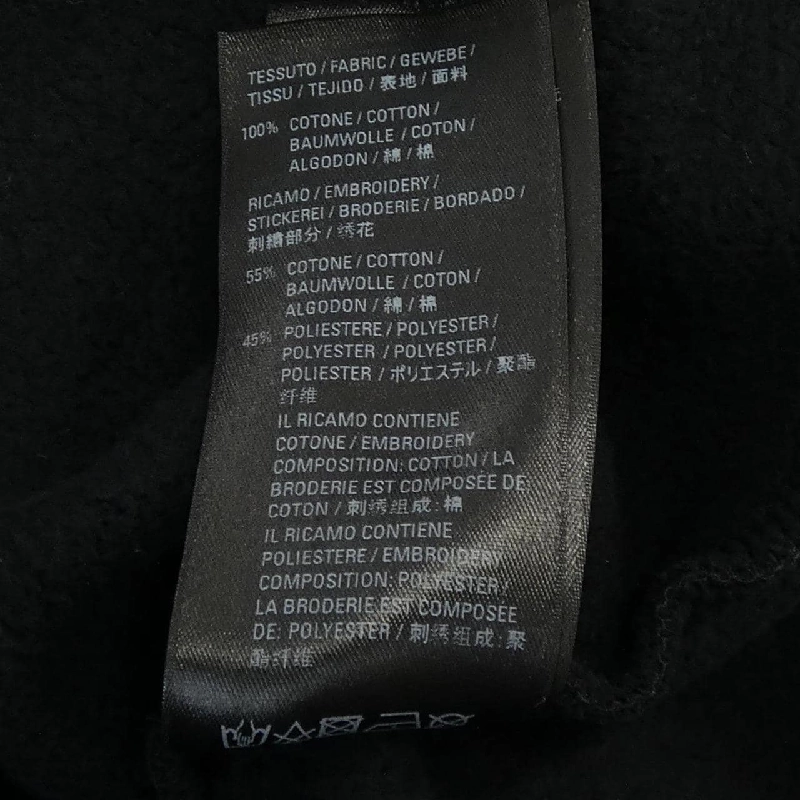 TESSUTO / FABRIC / GEWEBE /
TISSU / TEJIDO / 表地 / 面料
100% COTONE / COTTON /
BAUMWOLLE / COTON /
ALGODON / 綿 / 棉
RICAMO / EMBROIDERY /
STICKEREI / BRODERIE / BORDADO /
刺繍部分 / 绣花
55% COTONE / COTTON /
BAUMWOLLE / COTON /
ALGODON / 綿 / 棉
45% POLIESTERE / POLYESTER /
POLYESTER / POLYESTER /
POLIESTER / ポリエステル / 聚酯
纤维
IL RICAMO CONTIENE
COTONE / EMBROIDERY
COMPOSITION: COTTON / LA
BRODERIE EST COMPOSÉE DE:
COTON / 刺绣组成: 棉
IL RICAMO CONTIENE
POLIESTERE / EMBROIDERY
COMPOSITION: POLYESTER /
LA BRODERIE EST COMPOSÉE
DE: POLYESTER / 刺绣组成: 聚
酯纤维